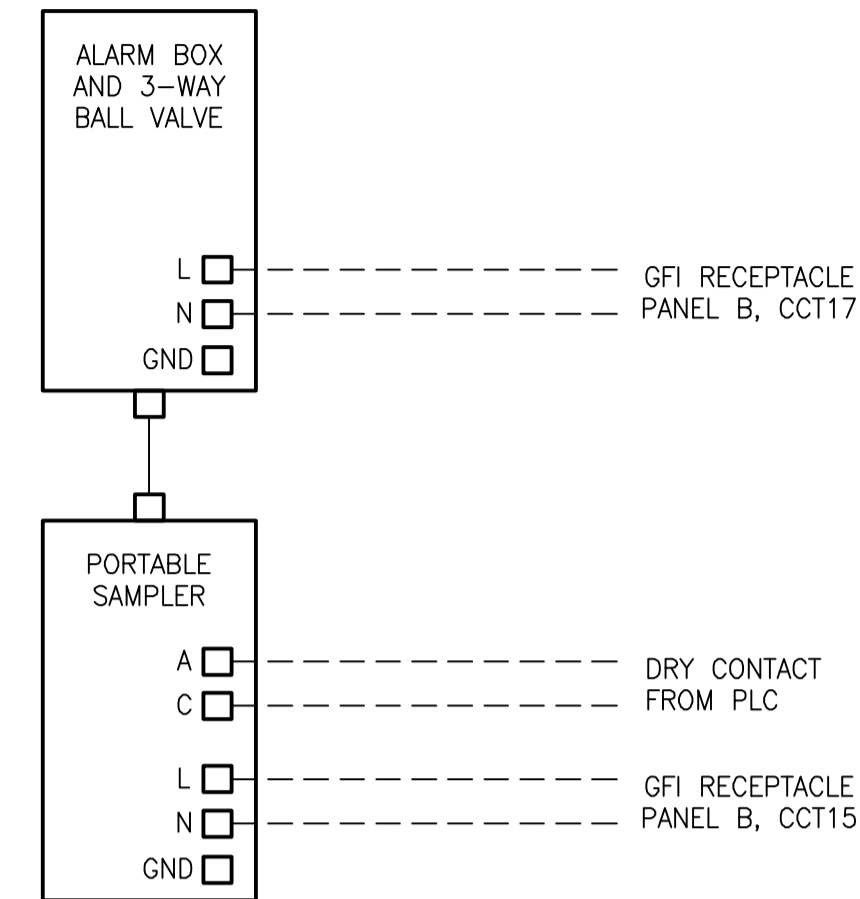 ALARM BOX
AND 3-WAY
BALL VALVE
L
N
GND
GFI RECEPTACLE
PANEL B, CCT17
PORTABLE
SAMPLER
A
C
DRY CONTACT
FROM PLC
L
N
GND
GFI RECEPTACLE
PANEL B, CCT15